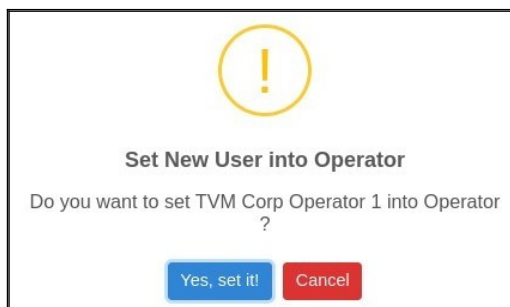 !
Set New User into Operator
Do you want to set TVM Corp Operator 1 into Operator
?
Yes, set it! Cancel